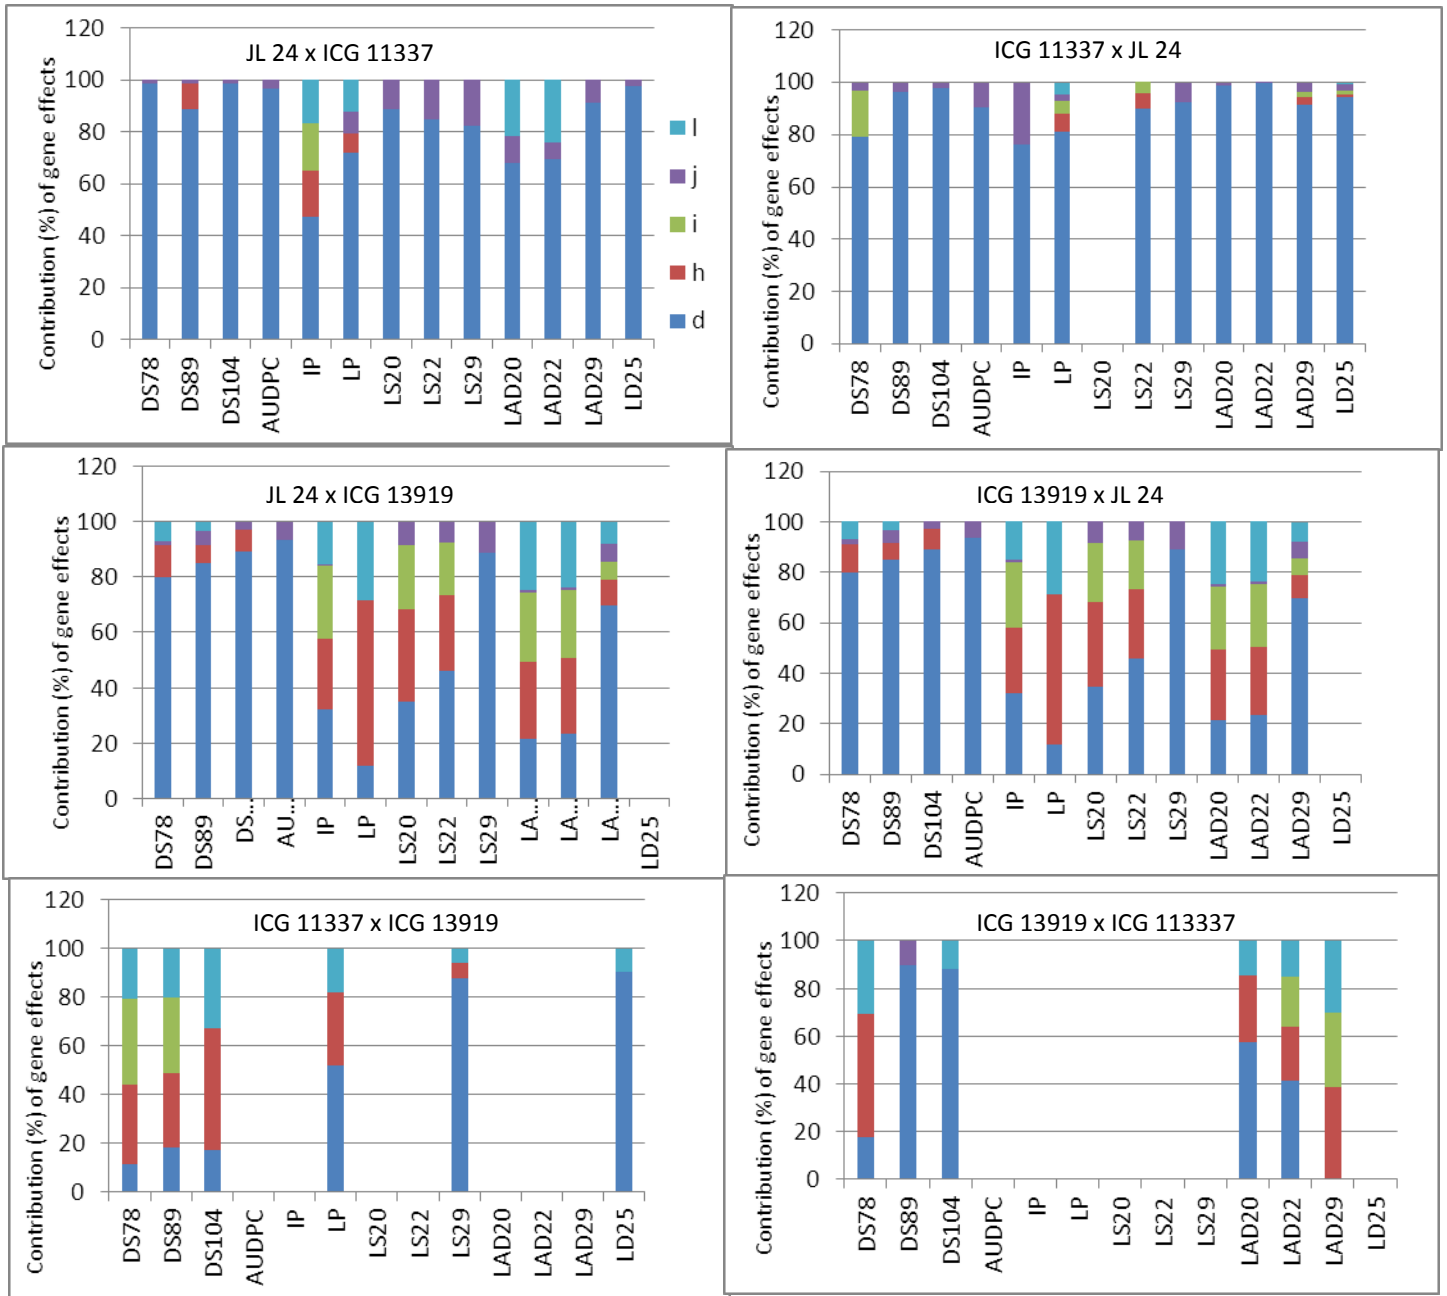 JL 24 x ICG 11337
Contribution (%) of gene effects
120
100
80
60
40
20
0
DS78
DS89
DS104
AUDPC
IP
LP
LS20
LS22
LS29
LAD20
LAD22
LAD29
LD25
l
j
i
h
d
ICG 11337 x JL 24
Contribution (%) of gene effects
120
100
80
60
40
20
0
DS78
DS89
DS104
AUDPC
IP
LP
LS20
LS22
LS29
LAD20
LAD22
LAD29
LD25
JL 24 x ICG 13919
Contribution (%) of gene effects
120
100
80
60
40
20
0
DS78
DS89
DS...
AU...
IP
LP
LS20
LS22
LS29
LA...
LA...
LA...
LD25
ICG 13919 x JL 24
Contribution (%) of gene effects
120
100
80
60
40
20
0
DS78
DS89
DS104
AUDPC
IP
LP
LS20
LS22
LS29
LAD20
LAD22
LAD29
LD25
ICG 11337 x ICG 13919
Contribution (%) of gene effects
120
100
80
60
40
20
0
DS78
DS89
DS104
AUDPC
IP
LP
LS20
LS22
LS29
LAD20
LAD22
LAD29
LD25
ICG 13919 x ICG 113337
Contribution (%) of gene effects
120
100
80
60
40
20
0
DS78
DS89
DS104
AUDPC
IP
LP
LS20
LS22
LS29
LAD20
LAD22
LAD29
LD25